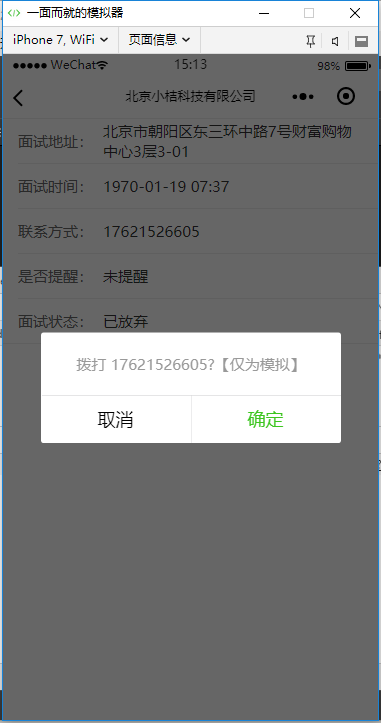 一面而就的模拟器
iPhone 7, WiFi 页面信息
WeChat 15:13 98%
北京小桔科技有限公司
面试地址： 北京市朝阳区东三环中路7号财富购物
中心3层3-01
面试时间： 1970-01-19 07:37
联系方式： 17621526605
是否提醒： 未提醒
面试状态： 已放弃
拨打 17621526605?【仅为模拟】
取消 确定